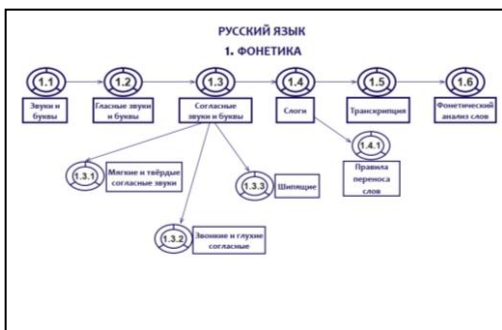 РУССКИЙ ЯЗЫК
1. ФОНЕТИКА
1.1
1.2
1.3
1.4
1.5
1.6
Звуки и
буквы
Гласные звуки
и буквы
Согласные
звуки и буквы
Слоги
Транскрипция
Фонетический
анализ слов
1.3.1
Мягкие и твёрдые
согласные звуки
1.3.2
Звонкие и глухие
согласные
1.3.3
Шипящие
1.4.1
Правила
переноса
слов